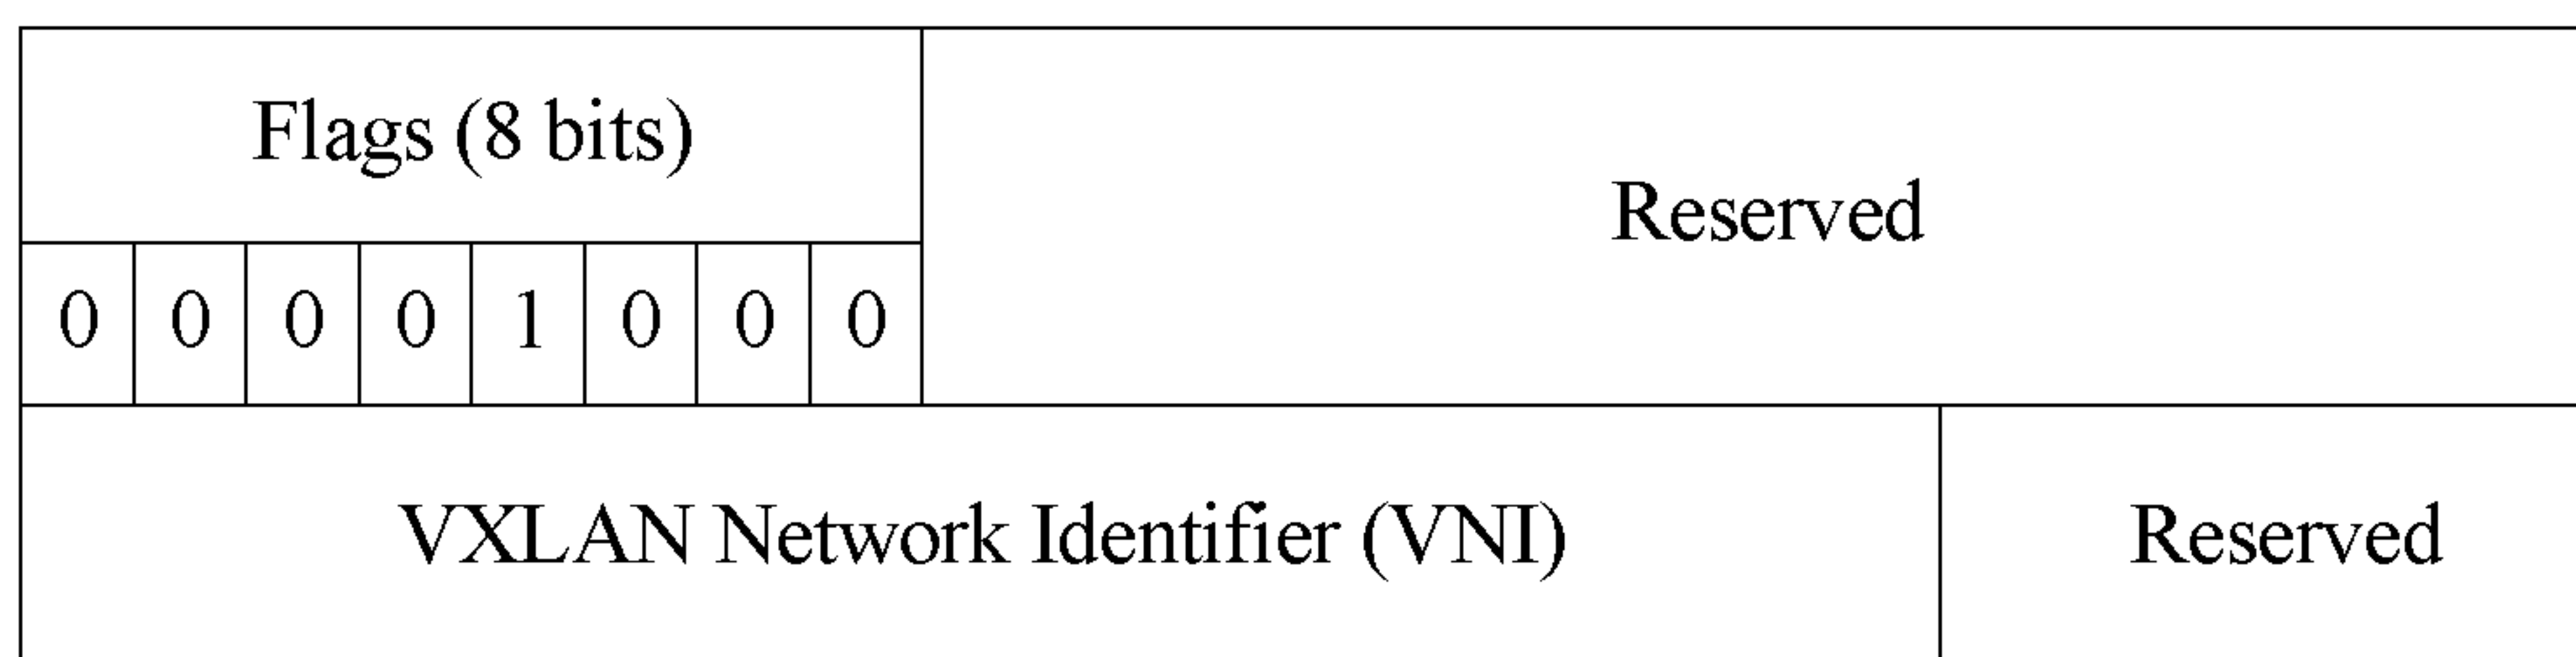 Flags (8 bits)
Reserved
0 0 0 0 1 0 0 0
VXLAN Network Identifier (VNI)
Reserved